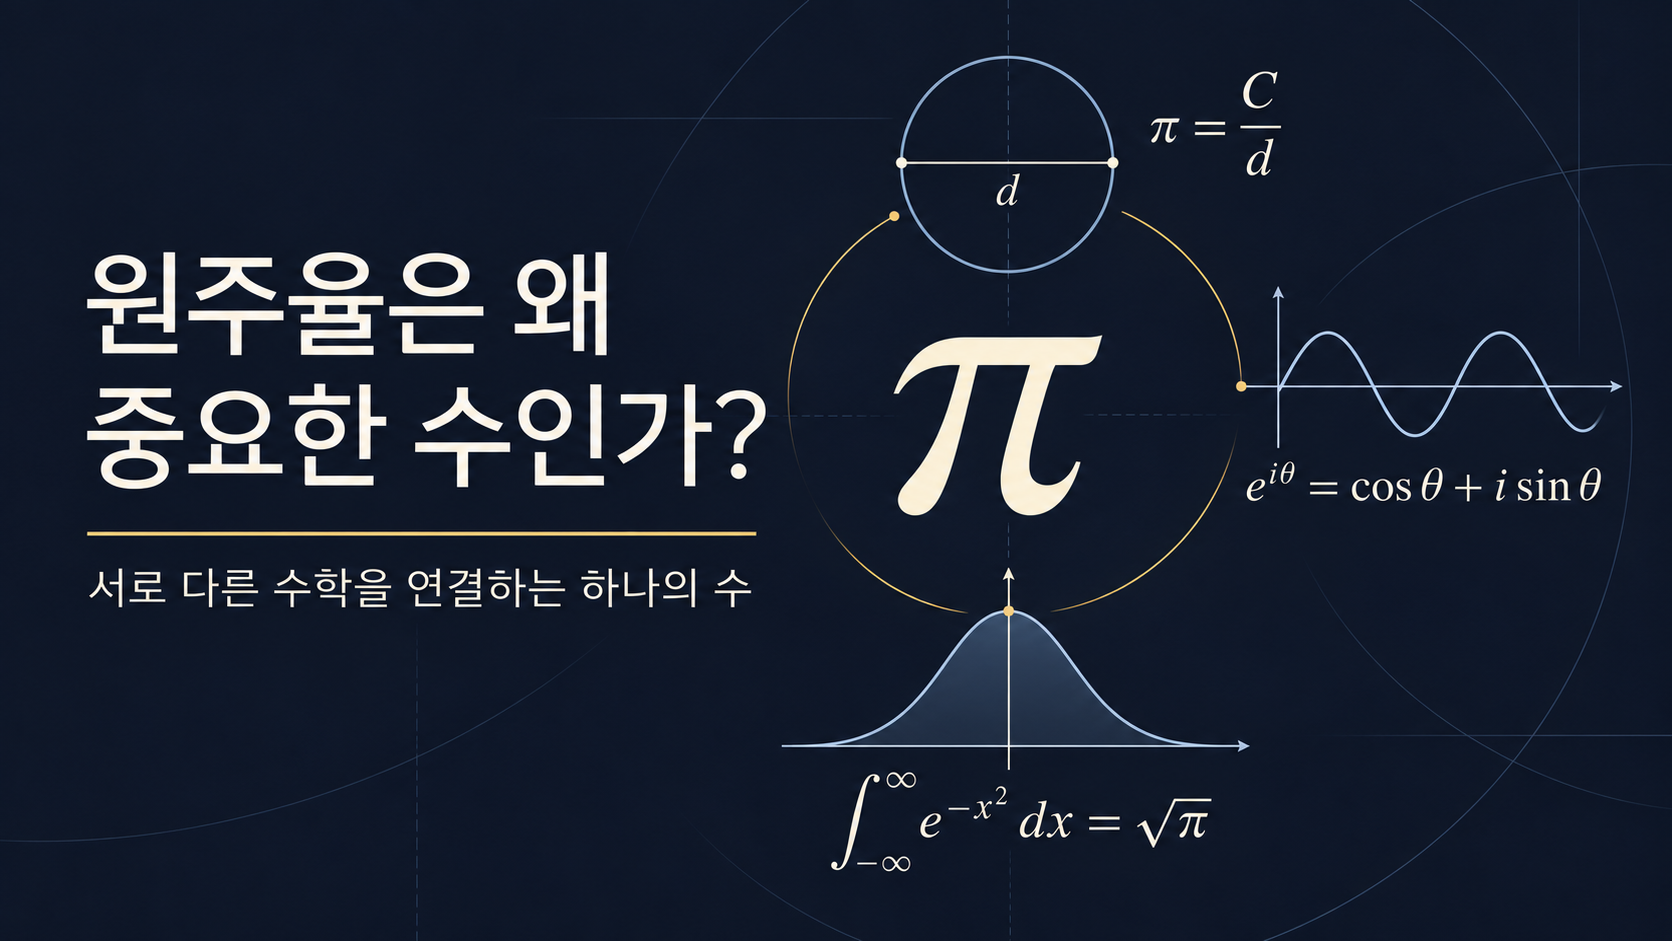 원주율은 왜
중요한 수인가?
서로 다른 수학을 연결하는 하나의 수
d
π = C/d
π
e^{iθ} = cos θ + i sin θ
∫_{-∞}^{∞} e^{-x^2} dx = √π